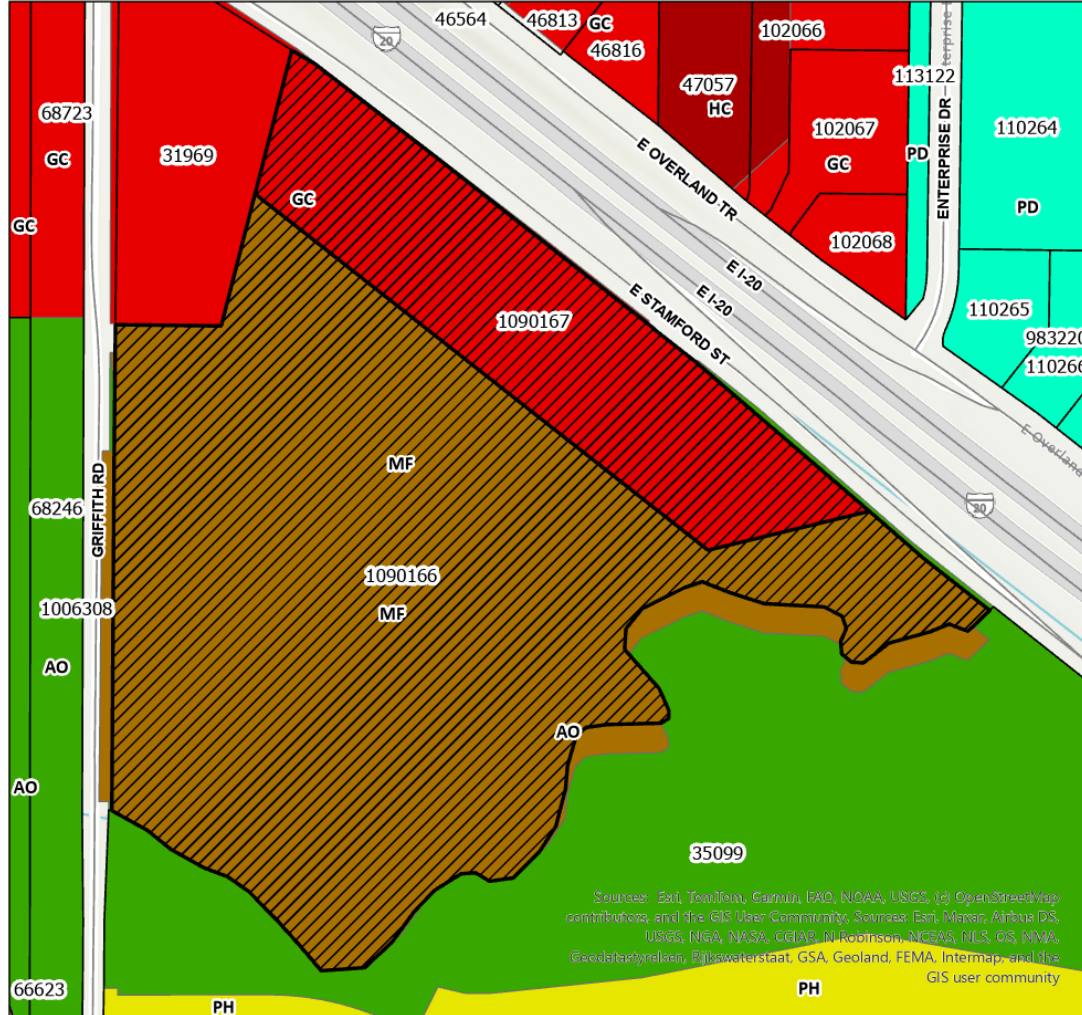 46564
46813
GC
46816
102066
20
47057
HC
113122
68723
GC
31969
102067
GC
110264
PD
ENTERPRISE DR
E OVERLAND TR
PD
GC
GC
102068
E I-20
E I-20
E STAMFORD ST
1090167
110265
983220
110266
E Overland
MF
68246
GRIFFITH RD
20
1090166
MF
1006308
AO
AO
AO
35099
Sources: Esri, TomTom, Garmin, FAO, NOAA, USGS, (c) OpenStreetMap
contributors, and the GIS User Community, Sources: Esri, Maxar, Airbus DS,
USGS, NGA, NASA, CGIAR, N Robinson, NCEAS, NLS, OS, NMA,
Geodatastyrelsen, Rijkswaterstaat, GSA, Geoland, FEMA, Intermap, and the
GIS user community
66623
PH
PH